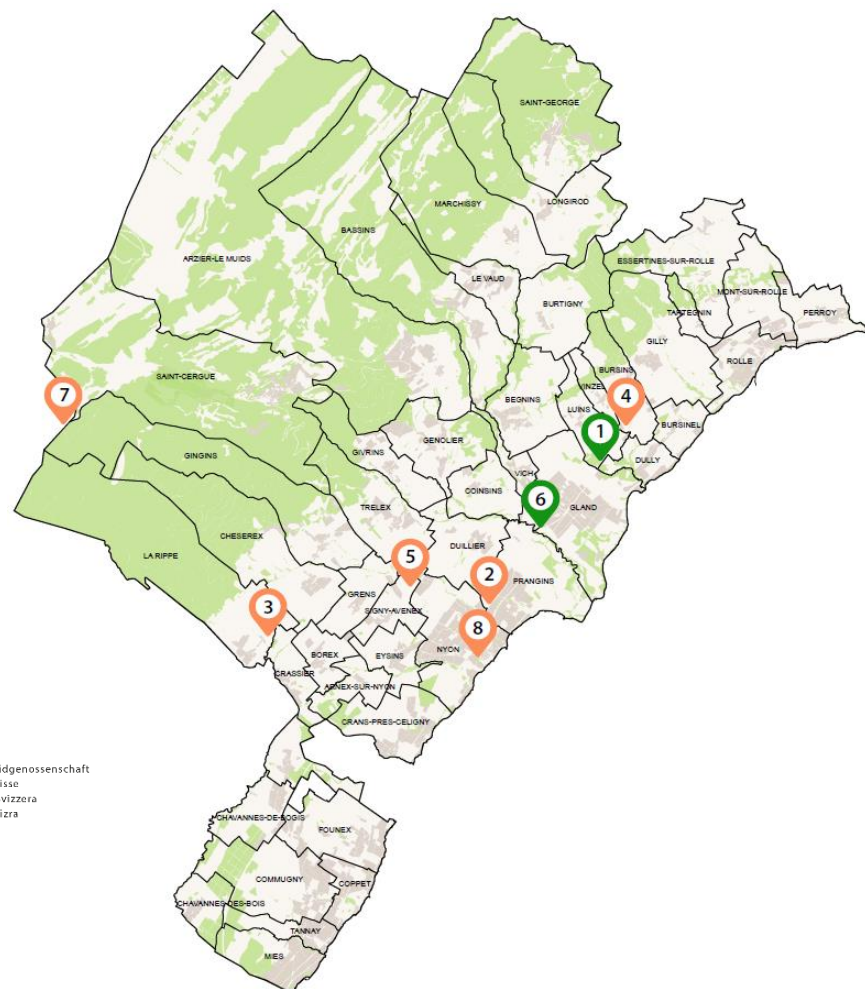 SAINT-GEORGE
MARCHISSY
LONGIROD
BASSINS
ARZIER-LE MUIDS
ESSERTINES-SUR-ROLLE
LE VAUD
MONT-SUR-ROLLE
BURTIGNY
TARTEGNIN
PERROY
GILLY
ROLLE
SAINT-CERGUE
BURSINS
VINZEL
7
4
BEGNINS
LUINS
BURSINEL
1
GENOLIER
GIVRINS
GINGINS
DULLY
VICH
COINSINS
6
GLAND
TRELEX
CHESEREX
DUILLIER
LA RIPPE
5
2
PRANGINS
GRENS
3
SIGNY-AVENEX
8
NYON
BOREX
EYSINS
CRASSIER
ARNEX-SUR-NYON
CRANS-PRES-CELIGNY
idgenossenschaft
isse
vizzera
izra
CHAVANNES-DE-BOGIS
FOUNEX
COMMUGNY
COPPET
CHAVANNES-DES-BOIS
TANNAY
MIES